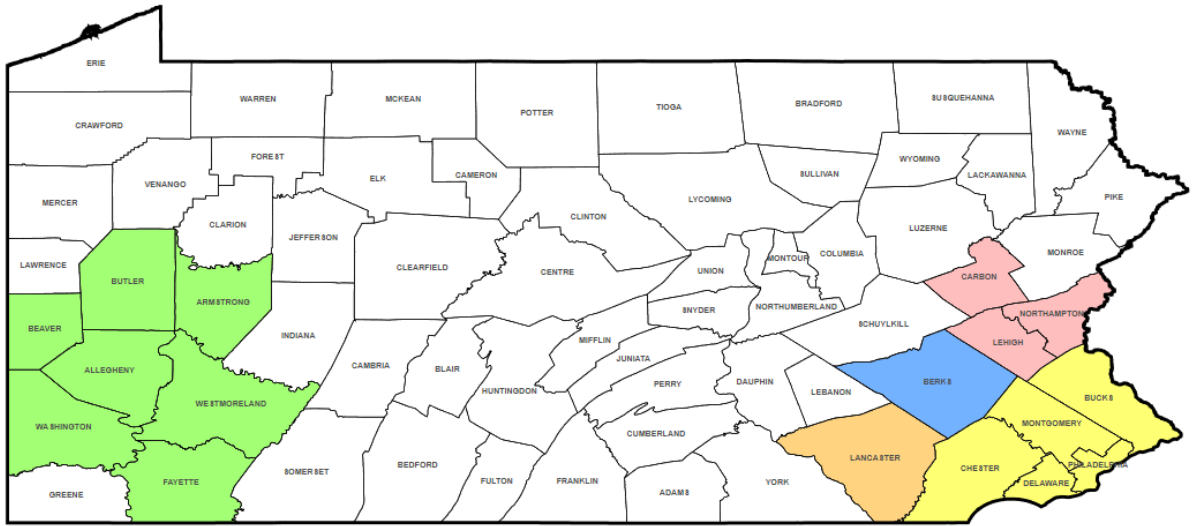 ERIE
WARREN
MCKEAN
POTTER
TIOGA
BRADFORD
SUSQUEHANNA
WAYNE
CRAWFORD
FOREST
ELK
CAMERON
SULLIVAN
WYOMING
LACKAWANNA
PIKE
MERCER
VENANGO
CLARION
JEFFERSON
CLINTON
LYCOMING
LUZERNE
MONROE
LAWRENCE
BUTLER
ARMSTRONG
CLEARFIELD
CENTRE
UNION
MONTOUR
COLUMBIA
CARBON
BEAVER
INDIANA
SNYDER
NORTHUMBERLAND
SCHUYLKILL
NORTHAMPTON
LEHIGH
ALLEGHENY
CAMBRIA
BLAIR
MIFFLIN
JUNIATA
HUNTINGDON
PERRY
DAUPHIN
LEBANON
BERKS
BUCKS
WASHINGTON
WESTMORELAND
CUMBERLAND
MONTGOMERY
PHILADELPHIA
GREENE
FAYETTE
SOMERSET
BEDFORD
FULTON
FRANKLIN
ADAMS
YORK
LANCASTER
CHESTER
DELAWARE